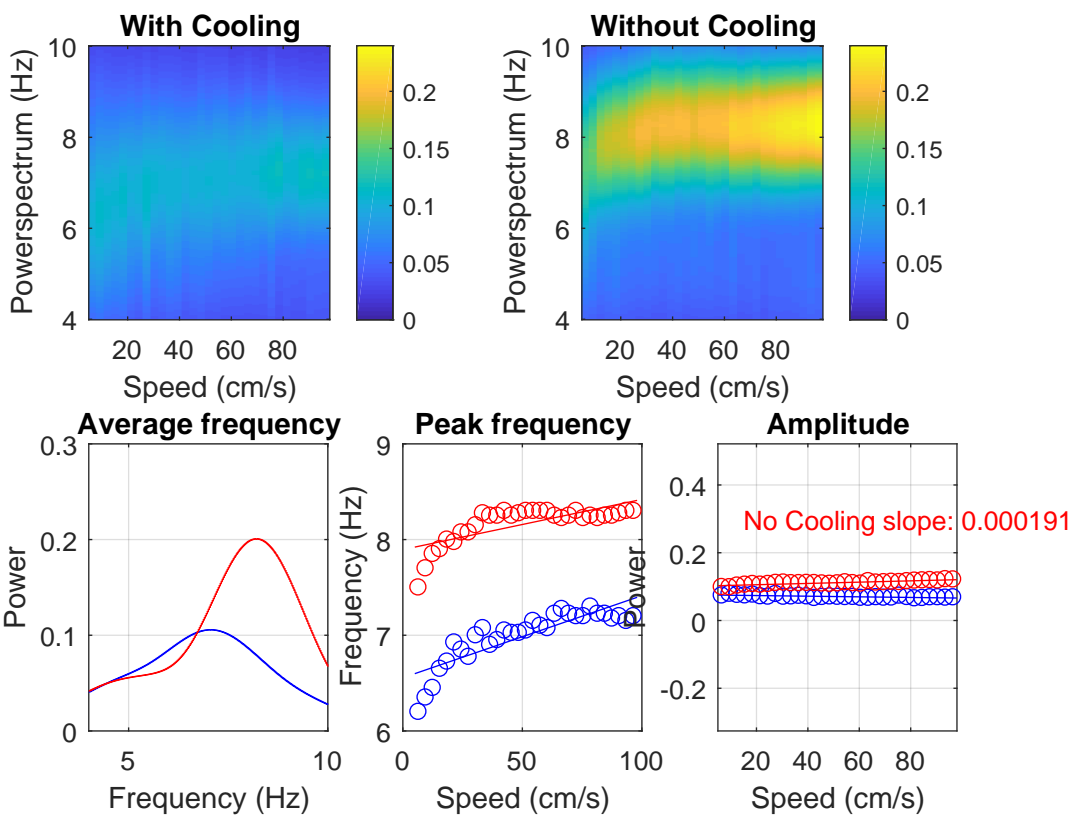 With Cooling
Powerspectrum (Hz)
10
8
6
4
20 40 60 80
Speed (cm/s)
0.2
0.15
0.1
0.05
0
Without Cooling
Powerspectrum (Hz)
10
8
6
4
20 40 60 80
Speed (cm/s)
0.2
0.15
0.1
0.05
0
Average frequency
Power
0.3
0.2
0.1
0
5 10
Frequency (Hz)
Peak frequency
Frequency (Hz)
9
8
7
6
0 50 100
Speed (cm/s)
Amplitude
Power
0.4
0.2
0
-0.2
No Cooling slope: 0.000191
20 40 60 80
Speed (cm/s)